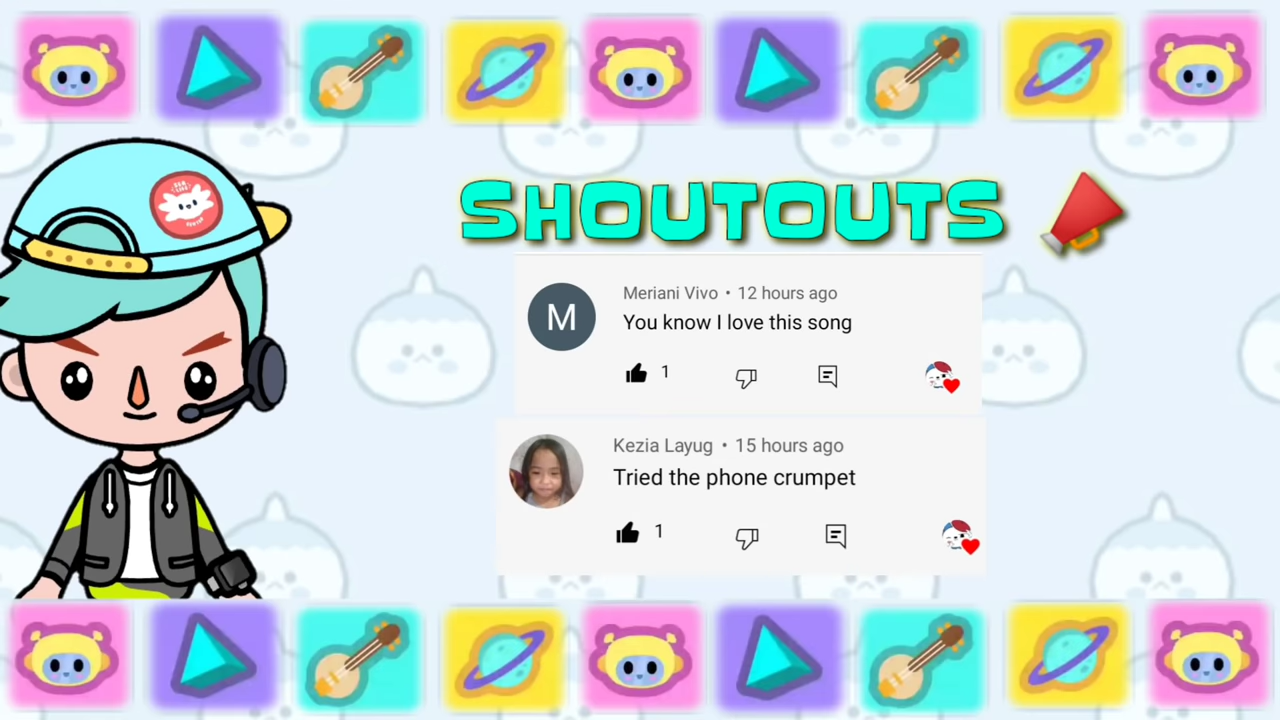 SHOUTOUTS
M
Meriani Vivo • 12 hours ago
You know I love this song
1
Kezia Layug • 15 hours ago
Tried the phone crumpet
1